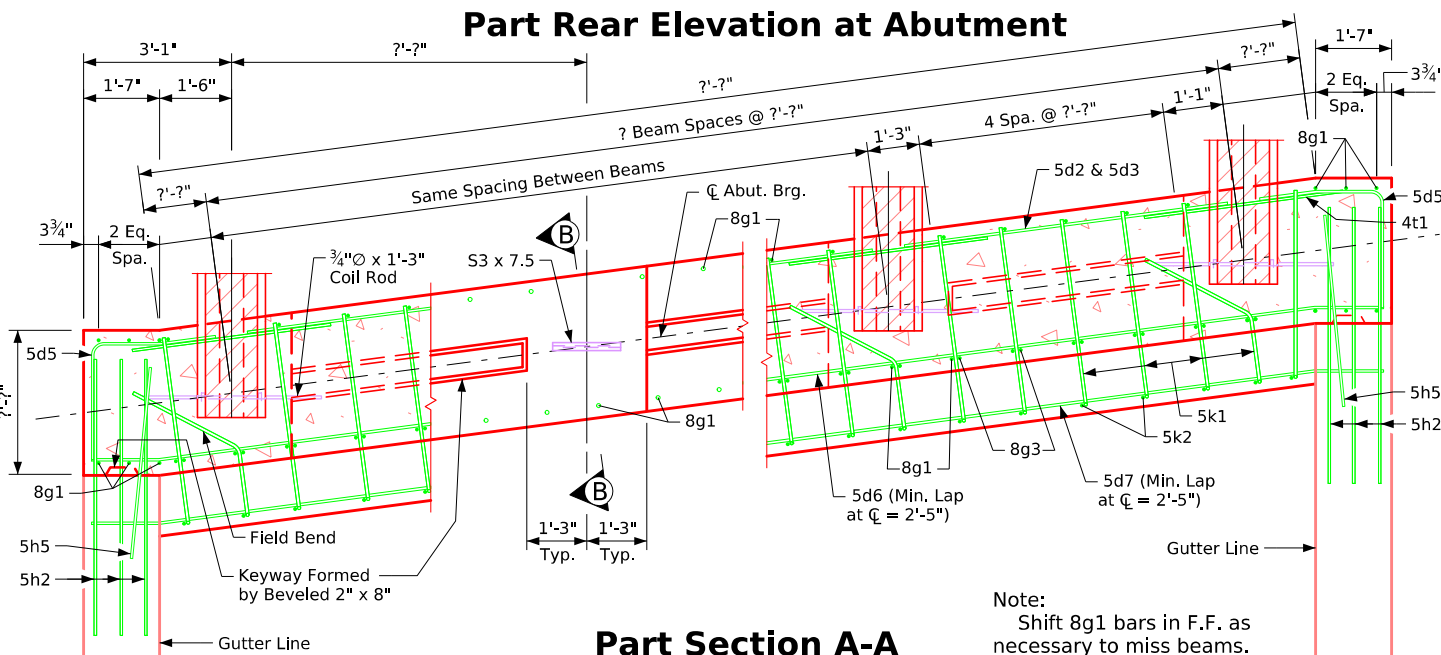 Part Rear Elevation at Abutment
3'-1"
?'-?"
1'-7"
1'-7"
1'-6"
?'-?"
2 Eq.
Spa.
3¾"
?'-?"
? Beam Spaces @ ?'-?"
4 Spa. @ ?'-?"
1'-1"
1'-3"
8g1
Same Spacing Between Beams
?'-?"
℄ Abut. Brg.
5d2 & 5d3
5d5
8g1
4t1
3¾"
2 Eq.
Spa.
¾"∅ x 1'-3"
Coil Rod
B
S3 x 7.5
5d5
?'-?"
8g1
5h5
5k1
5h2
5k2
8g1
8g3
8g1
5d6 (Min. Lap
at ℄ = 2'-5")
5d7 (Min. Lap
at ℄ = 2'-5")
B
1'-3"
Typ.
1'-3"
Typ.
Field Bend
5h5
5h2
Keyway Formed
by Beveled 2" x 8"
Gutter Line
Gutter Line
Part Section A-A
Note:
Shift 8g1 bars in F.F. as
necessary to miss beams.